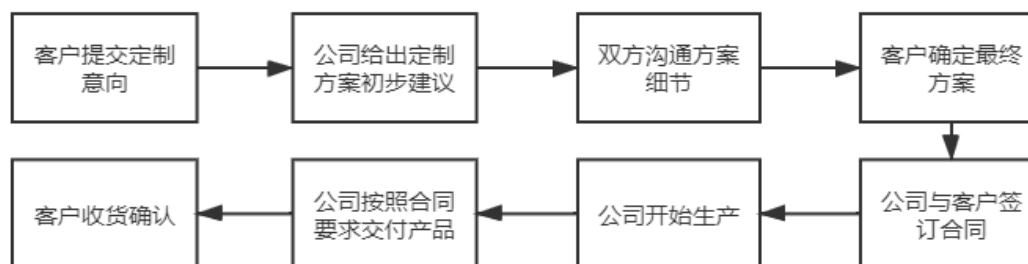 客户提交定制
意向
公司给出定制
方案初步建议
双方沟通方案
细节
客户确定最终
方案
公司与客户签
订合同
公司开始生产
公司按照合同
要求交付产品
客户收货确认